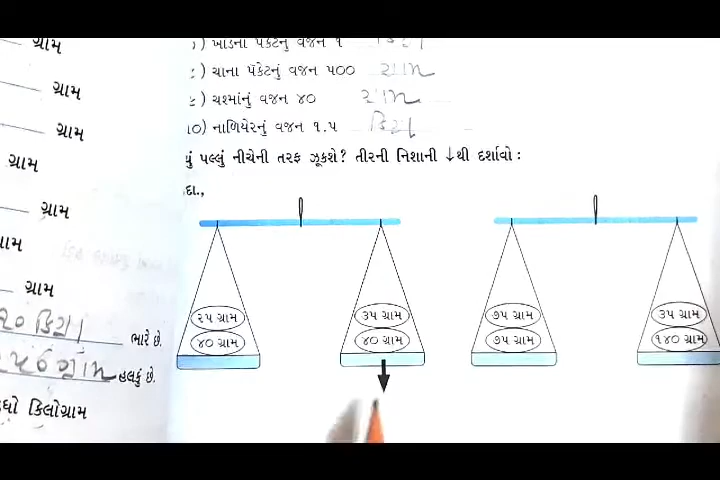 ગ્રામ
ગ્રામ
ગ્રામ
ગ્રામ
ગ્રામ
ગ્રામ
ભારે છે.
હલકું છે.
કિલોગ્રામ
) ખાંડના પેકેટનું વજન ૧
) ચાના પૅકેટનું વજન ૫૦૦ ગ્રામ
) ચશ્માંનું વજન ૪૦ ગ્રામ
૧૦) નાળિયેરનું વજન ૧.૫ કિગ્રા
પલ્લું નીચેની તરફ ઝૂકશે? તીરની નિશાની ↓થી દર્શાવો :
દા.,
૨૫ ગ્રામ ૩૫ ગ્રામ ૭૫ ગ્રામ ૩૫ ગ્રામ
૪૦ ગ્રામ ૪૦ ગ્રામ ૭૫ ગ્રામ ૧૪૦ ગ્રામ